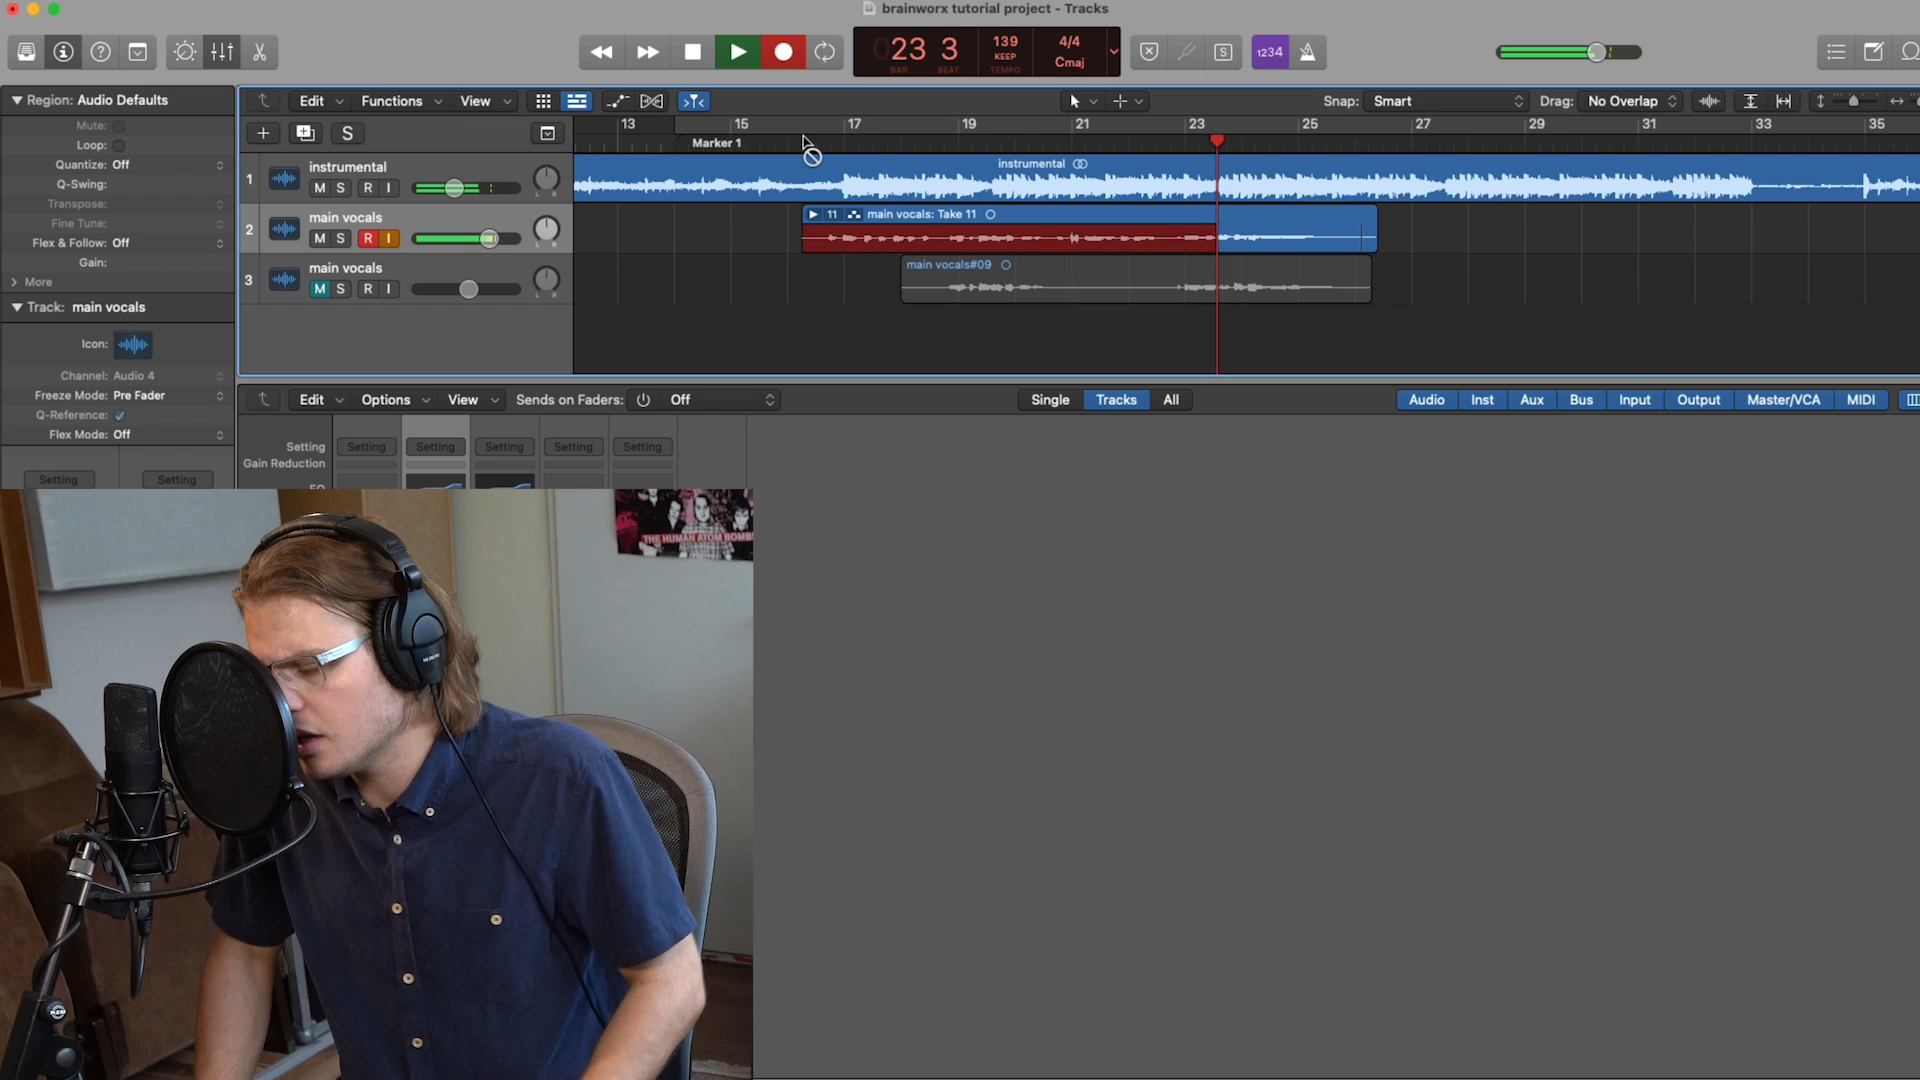 brainworx tutorial project - Tracks
23 3
BAR BEAT
139
KEEP
TEMPO
4/4
Cmaj
1234
Region: Audio Defaults
Mute:
Loop:
Quantize: Off
Q-Swing:
Transpose:
Fine Tune:
Flex & Follow: Off
Gain:
More
Track: main vocals
Icon:
Channel: Audio 4
Freeze Mode: Pre Fader
Q-Reference:
Flex Mode: Off
Setting Setting
Edit Functions View
Snap: Smart Drag: No Overlap
S
13 15 17 19 21 23 25 27 29 31 33 35
Marker 1
1 instrumental
M S R I
L R
instrumental
2 main vocals
M S R I
L R
11 main vocals: Take 11
3 main vocals
M S R I
L R
main vocals#09
Edit Options View Sends on Faders: Off
Single Tracks All
Audio Inst Aux Bus Input Output Master/VCA MIDI
Setting Setting Setting Setting Setting Setting
Gain Reduction
EQ
THE HUMAN ATOM BOMB